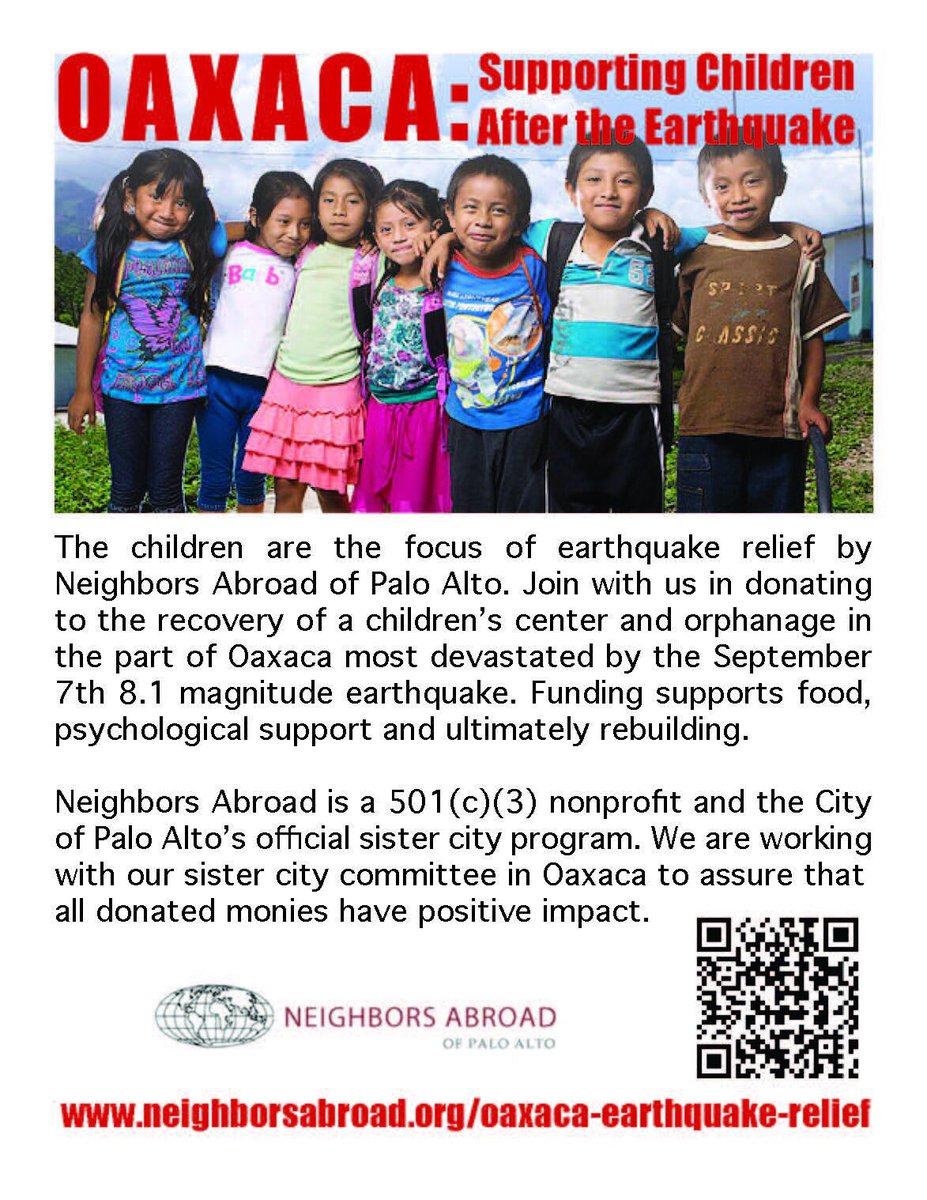 OAXACA: Supporting Children
After the Earthquake
Bab
SPIRIT
CLASSIC
The children are the focus of earthquake relief by
Neighbors Abroad of Palo Alto. Join with us in donating
to the recovery of a children's center and orphanage in
the part of Oaxaca most devastated by the September
7th 8.1 magnitude earthquake. Funding supports food,
psychological support and ultimately rebuilding.
Neighbors Abroad is a 501(c)(3) nonprofit and the City
of Palo Alto's official sister city program. We are working
with our sister city committee in Oaxaca to assure that
all donated monies have positive impact.
NEIGHBORS ABROAD
OF PALO ALTO
www.neighborsabroad.org/oaxaca-earthquake-relief